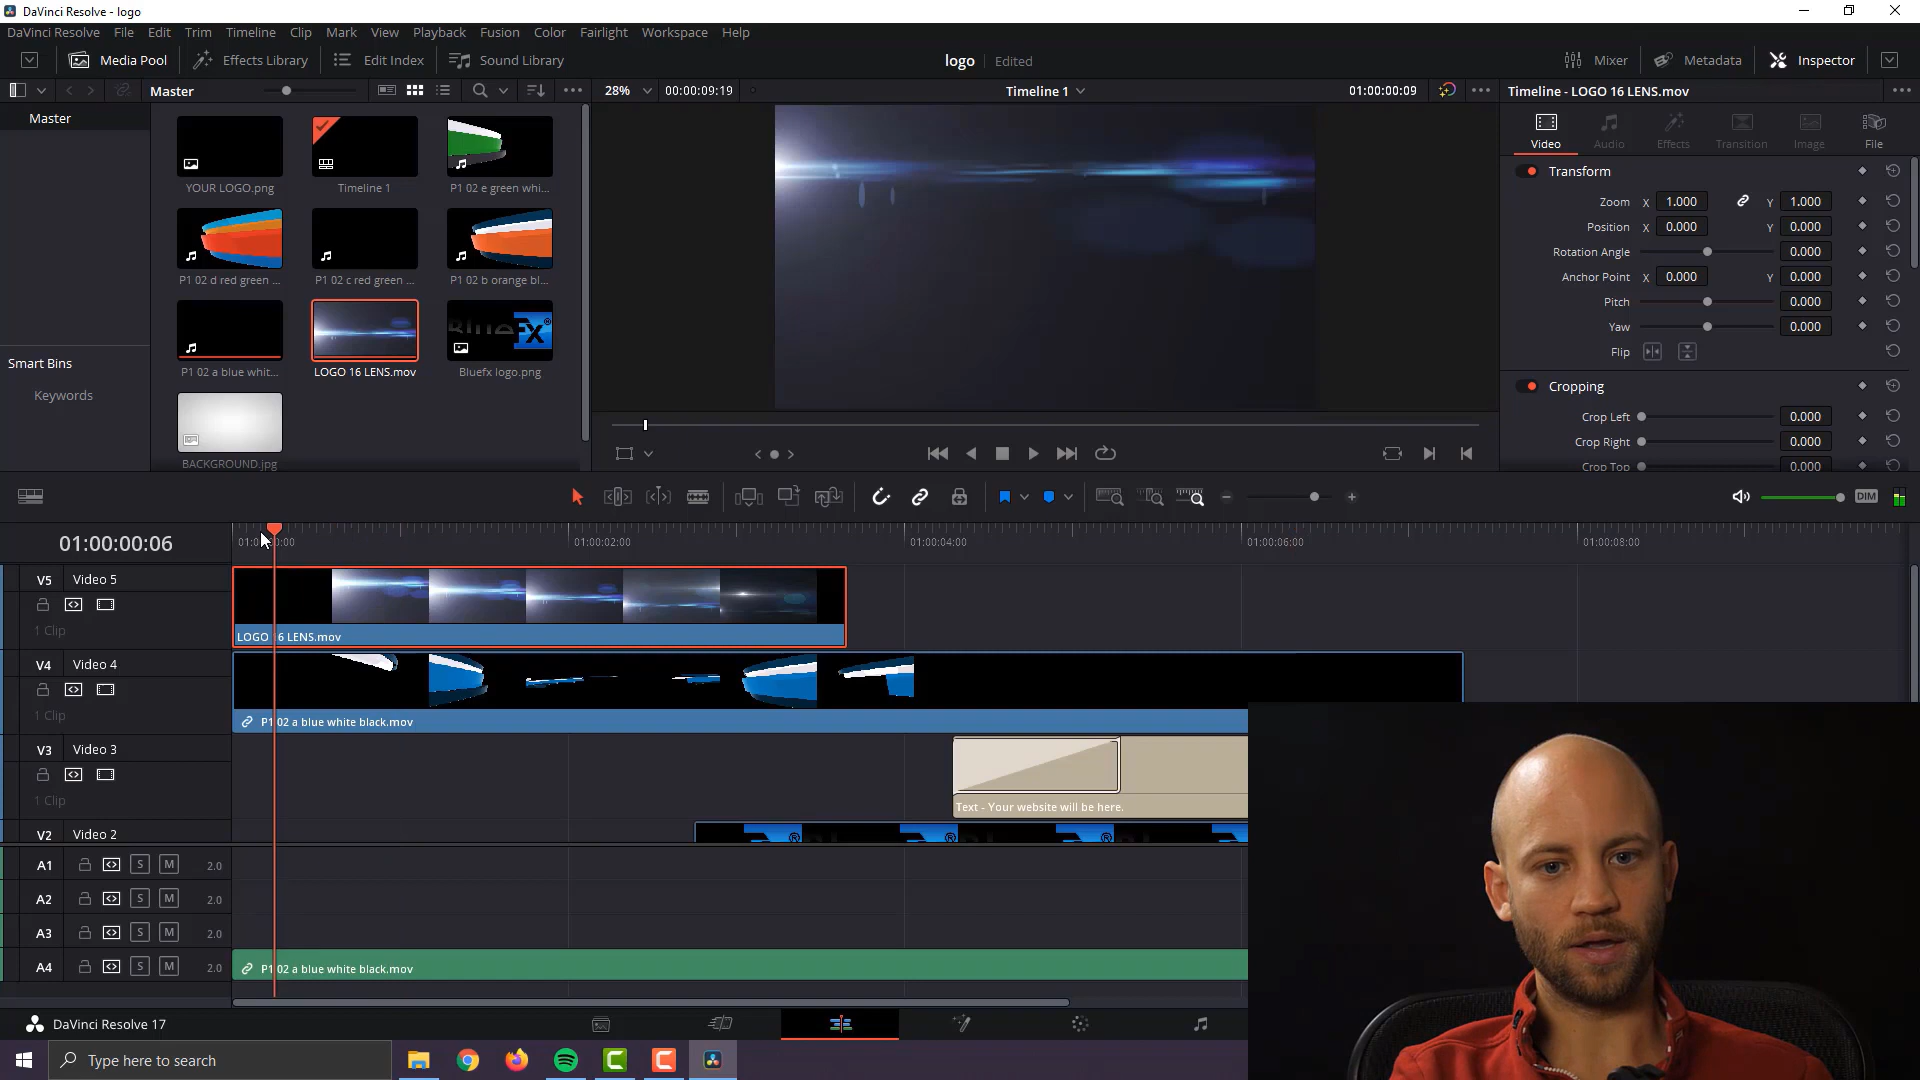 DaVinci Resolve - logo
DaVinci Resolve File Edit Trim Timeline Clip Mark View Playback Fusion Color Fairlight Workspace Help
Media Pool Effects Library Edit Index Sound Library logo Edited Mixer Metadata Inspector
Master 28% 00:00:09:19 Timeline 1 01:00:00:09 Timeline - LOGO 16 LENS.mov
Master
YOUR LOGO.png Timeline 1 P1 02 e green whi...
P1 02 d red green ... P1 02 c red green ... P1 02 b orange bl...
P1 02 a blue whit... LOGO 16 LENS.mov Bluefx logo.png
BACKGROUND.jpg
Smart Bins
Keywords
Video Audio Effects Transition Image File
Transform
Zoom X 1.000 Y 1.000
Position X 0.000 Y 0.000
Rotation Angle 0.000
Anchor Point X 0.000 Y 0.000
Pitch 0.000
Yaw 0.000
Flip
Cropping
Crop Left 0.000
Crop Right 0.000
Crop Top 0.000
DIM
01:00:00:06 01:00:02:00 01:00:04:00 01:00:06:00 01:00:08:00
V5 Video 5
1 Clip
LOGO 16 LENS.mov
V4 Video 4
1 Clip
P1 02 a blue white black.mov
V3 Video 3
1 Clip
Text - Your website will be here.
V2 Video 2
A1 S M 2.0
A2 S M 2.0
A3 S M 2.0
A4 S M 2.0
P1 02 a blue white black.mov
DaVinci Resolve 17
Type here to search